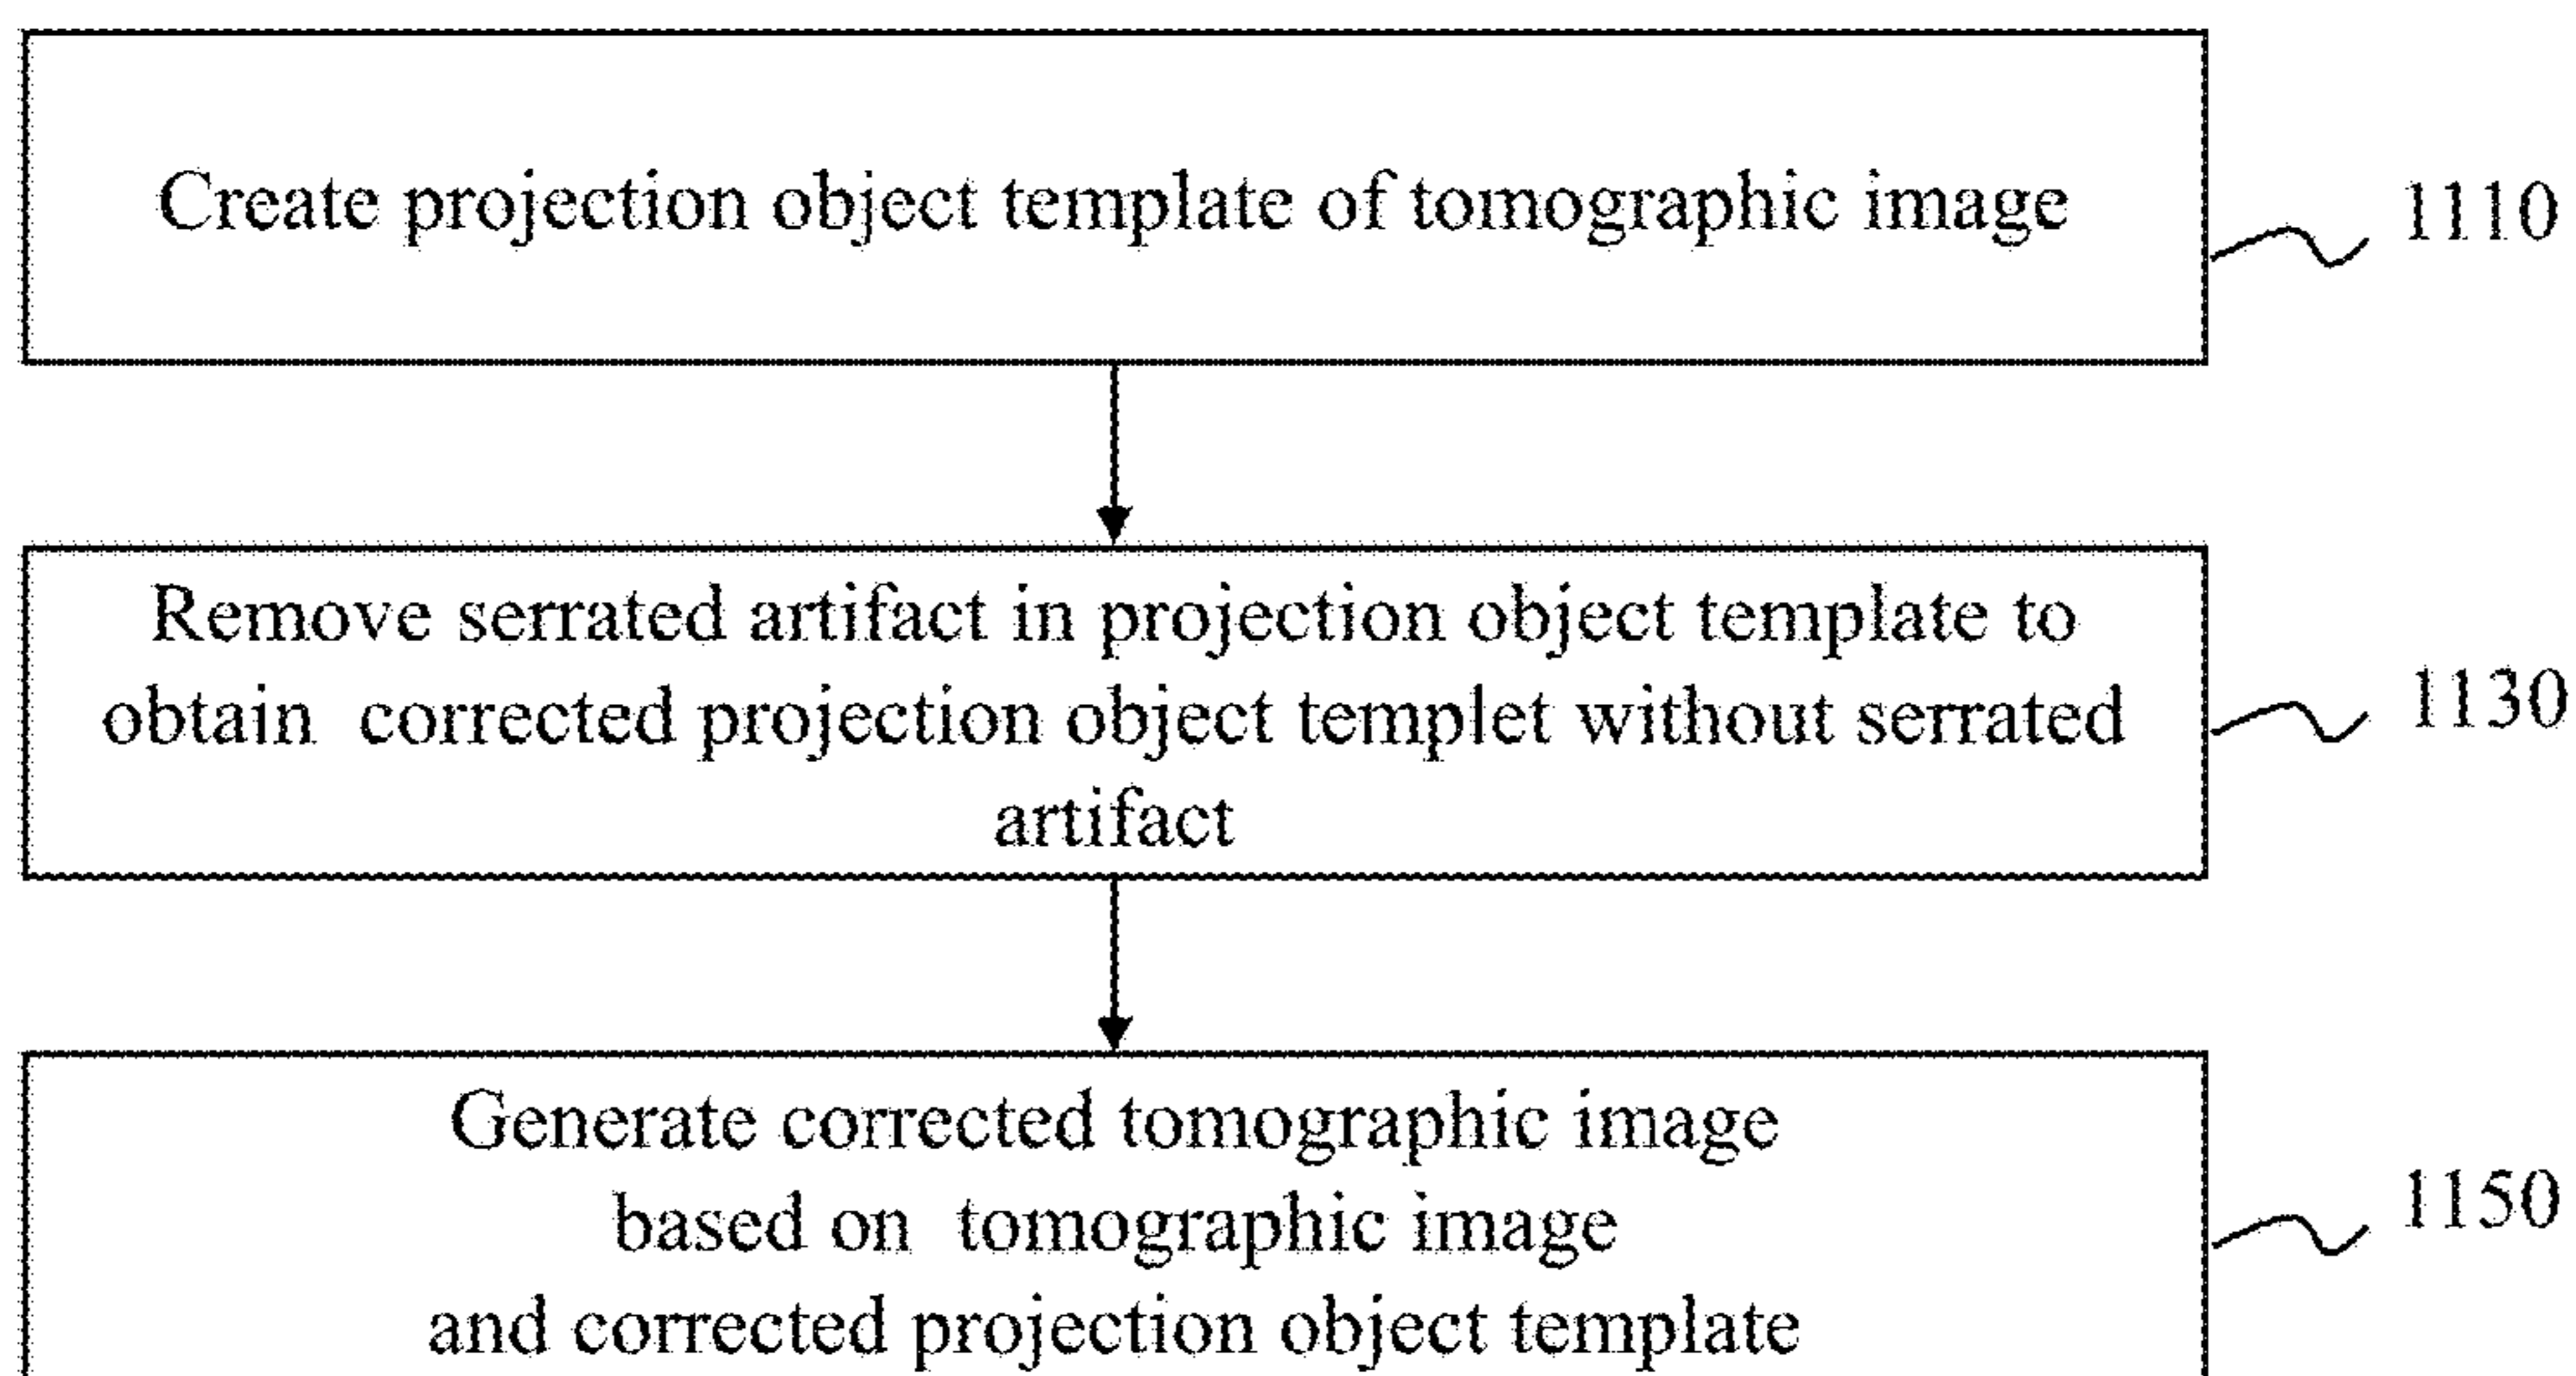 Create projection object template of tomographic image
1110
Remove serrated artifact in projection object template to
obtain corrected projection object templet without serrated
artifact
1130
Generate corrected tomographic image
based on tomographic image
and corrected projection object template
1150